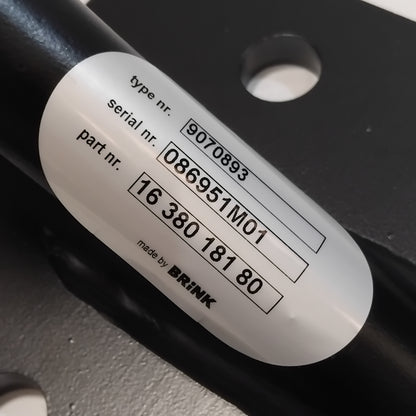 type nr. 9070893
serial nr. 086951M01
part nr. 16 380 181 80
made by BRiNK